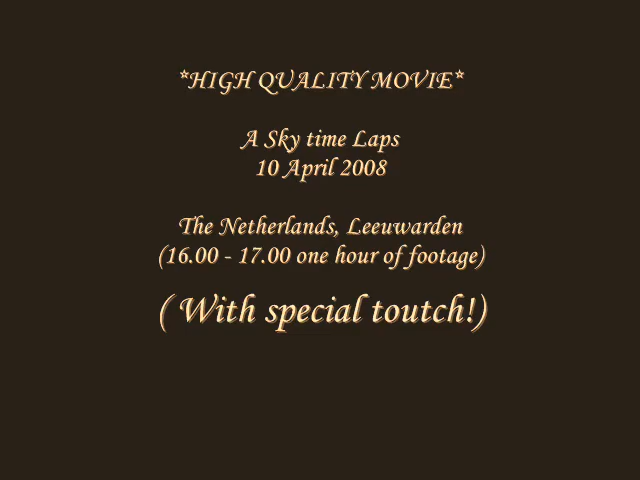 *HIGH QUALITY MOVIE*
A Sky time Laps
10 April 2008
The Netherlands, Leeuwarden
(16.00 - 17.00 one hour of footage)
( With special toutch!)